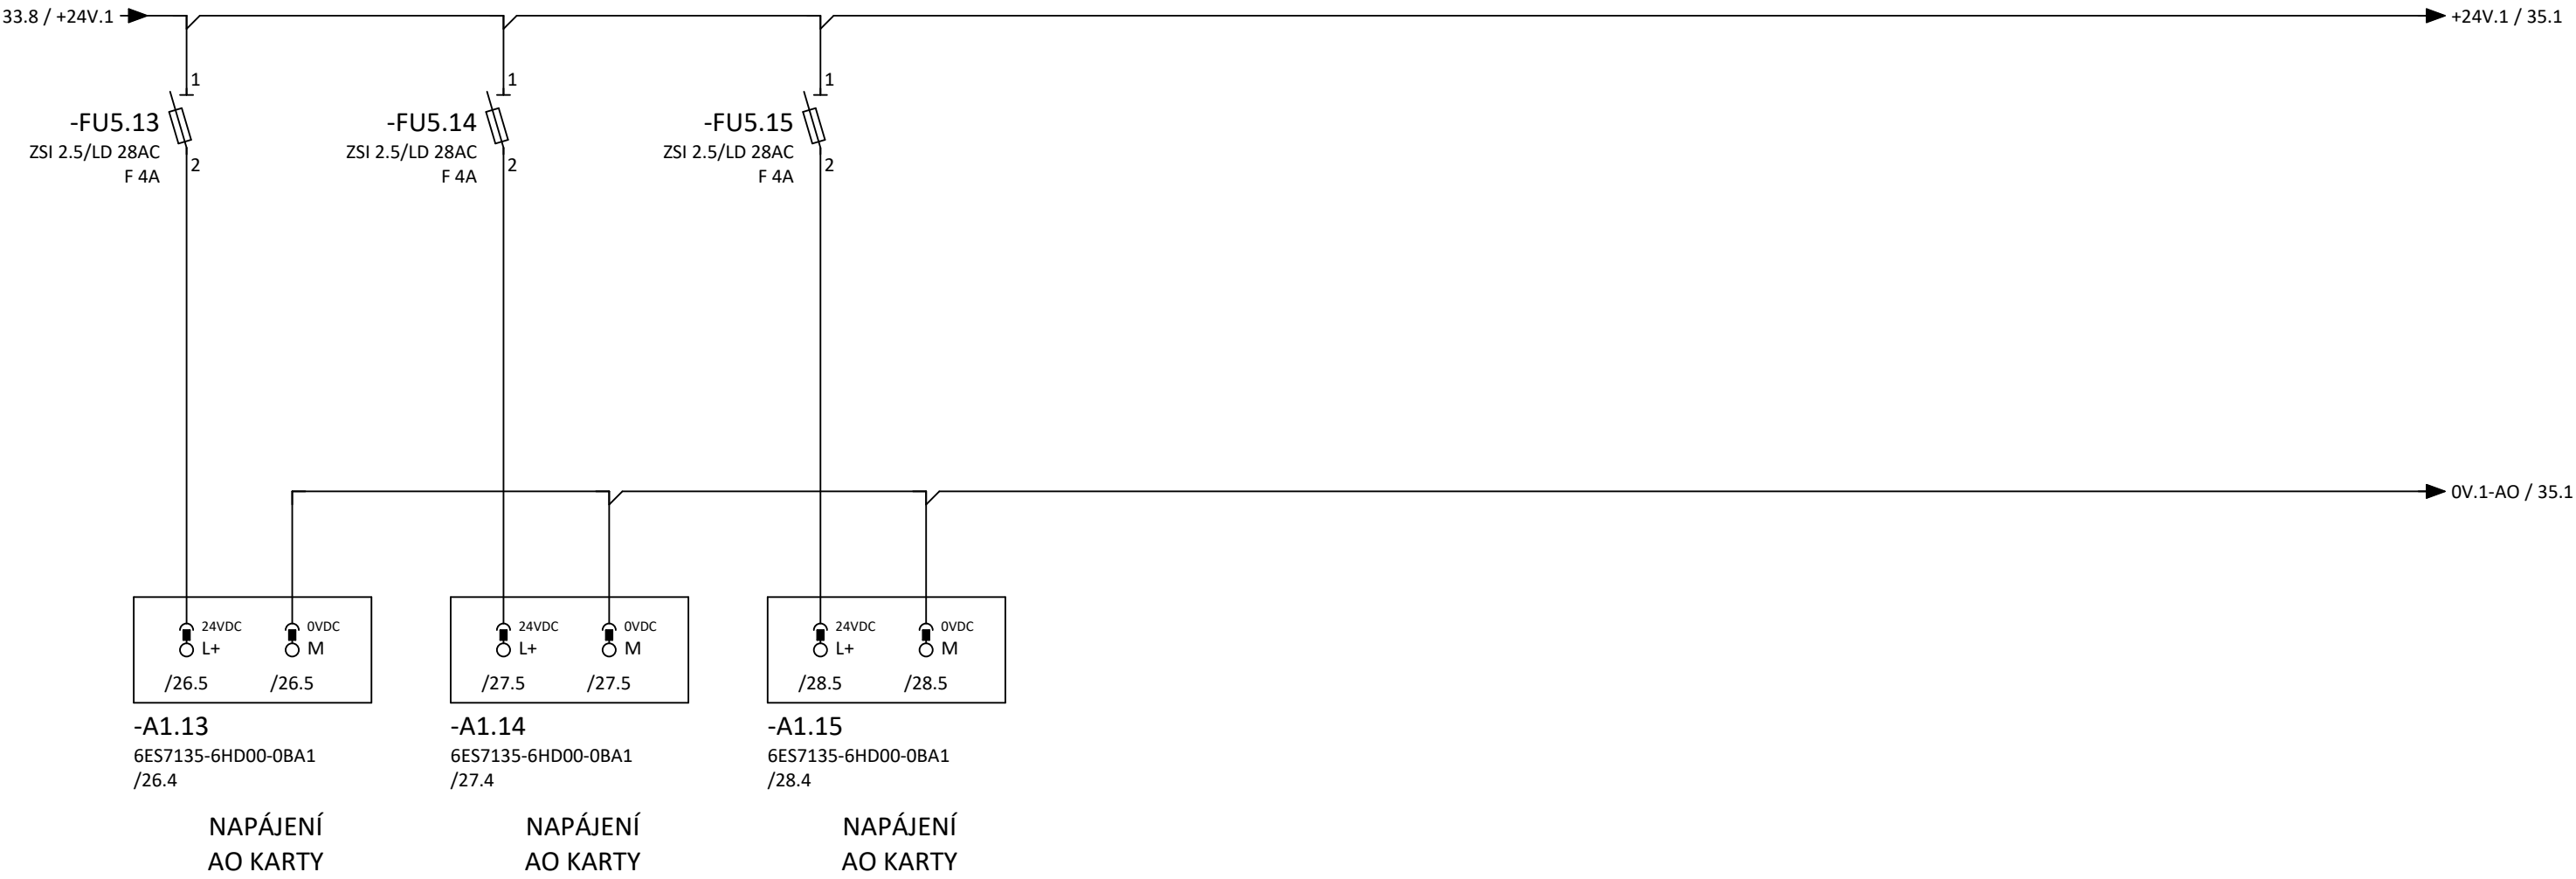 33.8 / +24V.1
+24V.1 / 35.1
1
-FU5.13
ZSI 2.5/LD 28AC
2
F 4A
1
-FU5.14
ZSI 2.5/LD 28AC
2
F 4A
1
-FU5.15
ZSI 2.5/LD 28AC
2
F 4A
0V.1-AO / 35.1
24VDC
0VDC
L+
M
/26.5
/26.5
-A1.13
6ES7135-6HD00-0BA1
/26.4
NAPÁJENÍ
AO KARTY
24VDC
0VDC
L+
M
/27.5
/27.5
-A1.14
6ES7135-6HD00-0BA1
/27.4
NAPÁJENÍ
AO KARTY
24VDC
0VDC
L+
M
/28.5
/28.5
-A1.15
6ES7135-6HD00-0BA1
/28.4
NAPÁJENÍ
AO KARTY